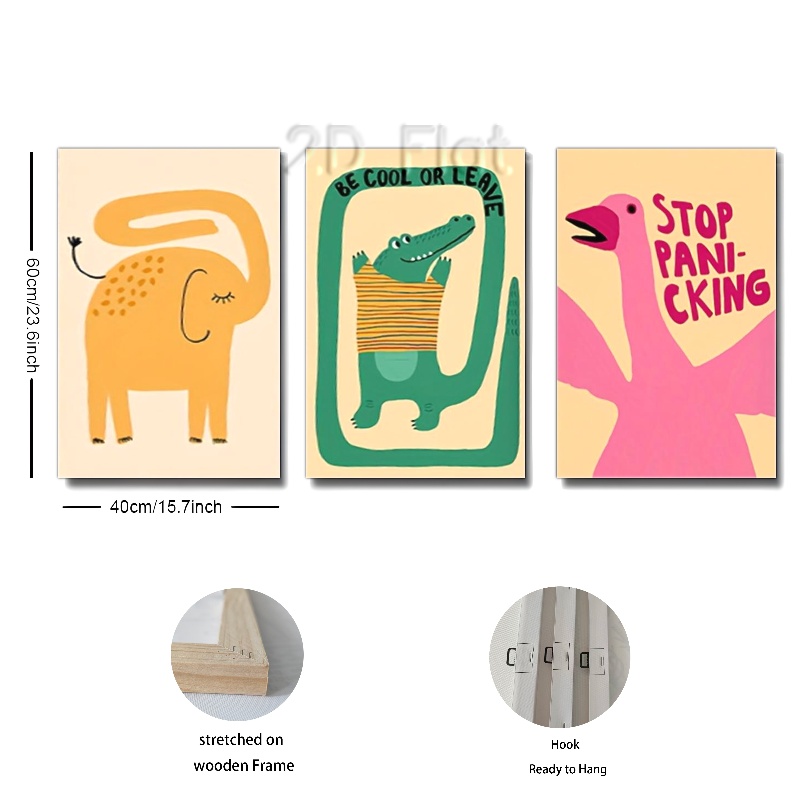 2D Flat
BE COOL OR LEAVE
STOP
PANI-
CKING
60cm/23.6inch
40cm/15.7inch
stretched on
wooden Frame
Hook
Ready to Hang